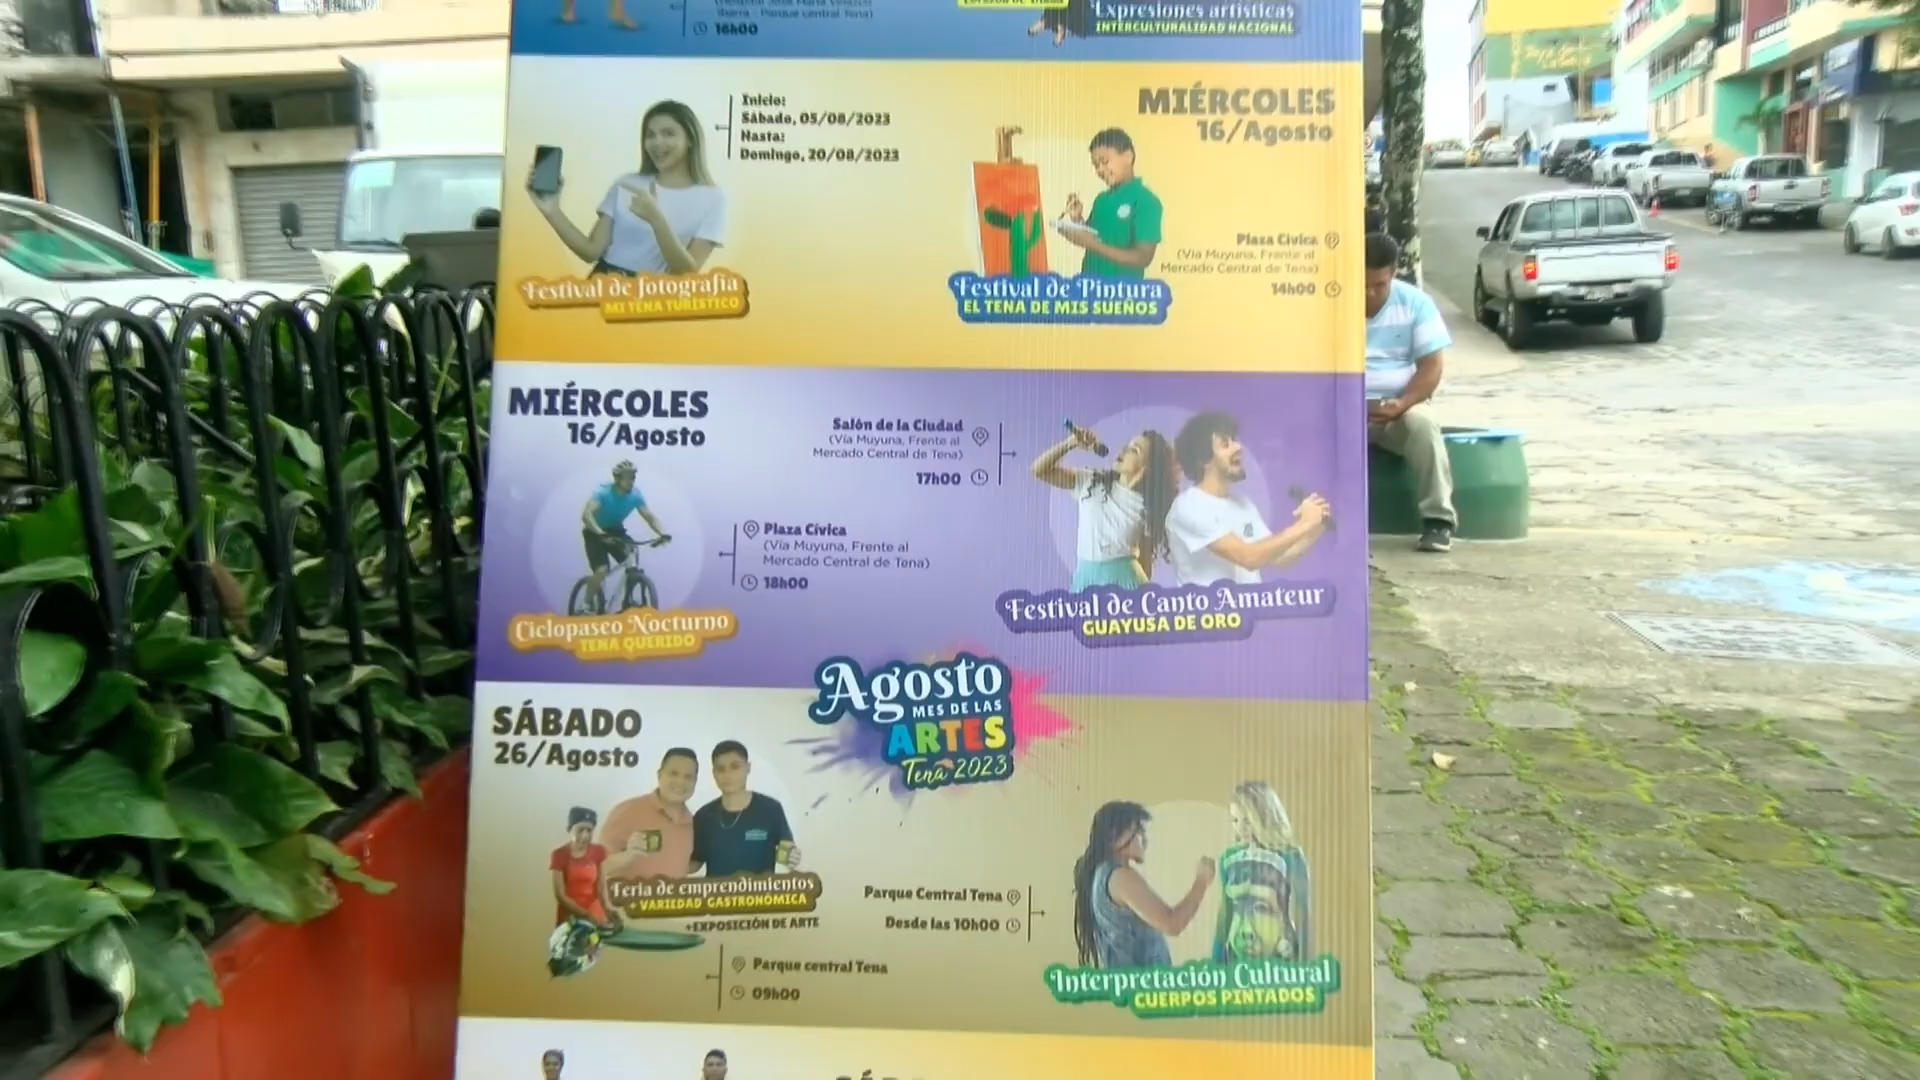 Ibarra - Parque central Tena)
16h00
Expresiones artísticas
INTERCULTURALIDAD NACIONAL
Inicio:
Sábado, 05/08/2023
Hasta:
Domingo, 20/08/2023
Festival de fotografía
MI TENA TURÍSTICO
MIÉRCOLES
16/Agosto
Plaza Cívica
(Vía Muyuna, Frente al
Mercado Central de Tena)
14h00
Festival de Pintura
EL TENA DE MIS SUEÑOS
MIÉRCOLES
16/Agosto
Plaza Cívica
(Vía Muyuna, Frente al
Mercado Central de Tena)
18h00
Ciclopaseo Nocturno
TENA QUERIDO
Salón de la Ciudad
(Vía Muyuna, Frente al
Mercado Central de Tena)
17h00
Festival de Canto Amateur
GUAYUSA DE ORO
Agosto
MES DE LAS
ARTES
Tena 2023
SÁBADO
26/Agosto
Feria de emprendimientos
+ VARIEDAD GASTRONÓMICA
+EXPOSICIÓN DE ARTE
Parque central Tena
09h00
Parque Central Tena
Desde las 10h00
Interpretación Cultural
CUERPOS PINTADOS